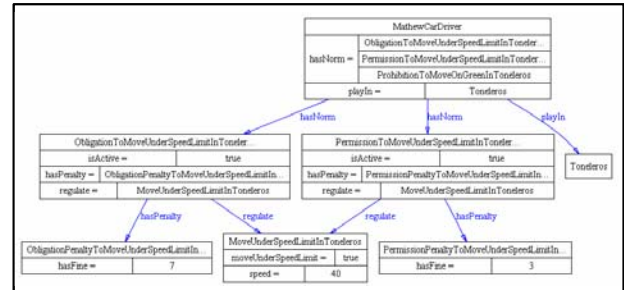 MathewCarDriver
hasNorm =
ObligationToMoveUnderSpeedLimitInToneler...
PermissionToMoveUnderSpeedLimitInToneler...
ProhibitionToMoveOnGreenInToneleros
playIn = Toneleros
hasNorm
hasNorm
playIn
ObligationToMoveUnderSpeedLimitInToneler...
isActive = true
hasPenalty = ObligationPenaltyToMoveUnderSpeedLimitIn...
regulate = MoveUnderSpeedLimitInToneleros
PermissionToMoveUnderSpeedLimitInToneler...
isActive = true
hasPenalty = PermissionPenaltyToMoveUnderSpeedLimitIn...
regulate = MoveUnderSpeedLimitInToneleros
Toneleros
hasPenalty
regulate
regulate
hasPenalty
ObligationPenaltyToMoveUnderSpeedLimitIn...
hasFine = 7
MoveUnderSpeedLimitInToneleros
moveUnderSpeedLimit = true
speed = 40
PermissionPenaltyToMoveUnderSpeedLimitIn...
hasFine = 3